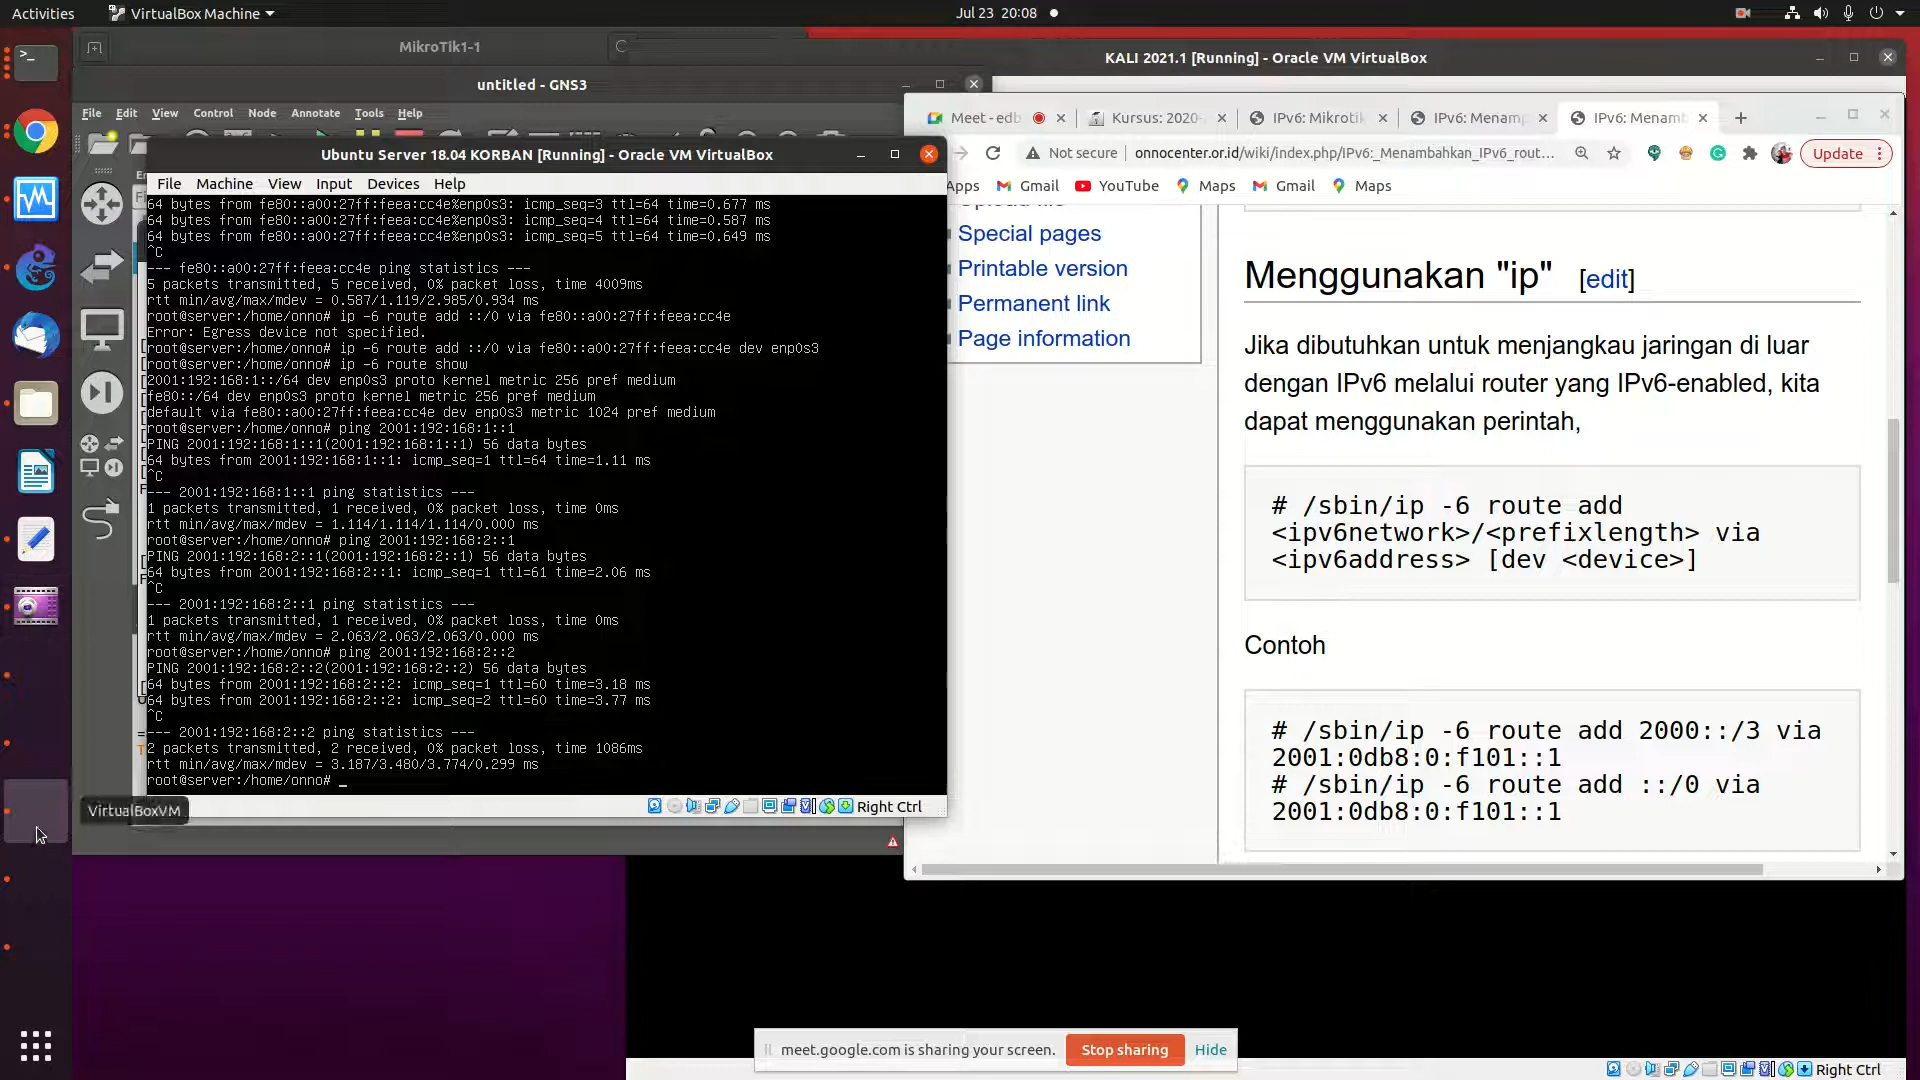 Activities
VirtualBox Machine
Jul 23 20:08
MikroTik1-1
KALI 2021.1 [Running] - Oracle VM VirtualBox
untitled - GNS3
File Edit View Control Node Annotate Tools Help
Meet - edb
Kursus: 2020-
IPv6: Mikrotik
IPv6: Menamp
IPv6: Menamb
Not secure
onnocenter.or.id/wiki/index.php/IPv6:_Menambahkan_IPv6_rout...
Update
Apps
Gmail
YouTube
Maps
Gmail
Maps
Ubuntu Server 18.04 KORBAN [Running] - Oracle VM VirtualBox
File Machine View Input Devices Help
64 bytes from fe80::a00:27ff:feea:cc4e%enp0s3: icmp_seq=3 ttl=64 time=0.677 ms
64 bytes from fe80::a00:27ff:feea:cc4e%enp0s3: icmp_seq=4 ttl=64 time=0.587 ms
64 bytes from fe80::a00:27ff:feea:cc4e%enp0s3: icmp_seq=5 ttl=64 time=0.649 ms
^C
--- fe80::a00:27ff:feea:cc4e ping statistics ---
5 packets transmitted, 5 received, 0% packet loss, time 4009ms
rtt min/avg/max/mdev = 0.587/1.119/2.985/0.934 ms
root@server:/home/onno# ip -6 route add ::/0 via fe80::a00:27ff:feea:cc4e
Error: Egress device not specified.
root@server:/home/onno# ip -6 route add ::/0 via fe80::a00:27ff:feea:cc4e dev enp0s3
root@server:/home/onno# ip -6 route show
2001:192:168:1::/64 dev enp0s3 proto kernel metric 256 pref medium
fe80::/64 dev enp0s3 proto kernel metric 256 pref medium
default via fe80::a00:27ff:feea:cc4e dev enp0s3 metric 1024 pref medium
root@server:/home/onno# ping 2001:192:168:1::1
PING 2001:192:168:1::1(2001:192:168:1::1) 56 data bytes
64 bytes from 2001:192:168:1::1: icmp_seq=1 ttl=64 time=1.11 ms
^C
--- 2001:192:168:1::1 ping statistics ---
1 packets transmitted, 1 received, 0% packet loss, time 0ms
rtt min/avg/max/mdev = 1.114/1.114/1.114/0.000 ms
root@server:/home/onno# ping 2001:192:168:2::1
PING 2001:192:168:2::1(2001:192:168:2::1) 56 data bytes
64 bytes from 2001:192:168:2::1: icmp_seq=1 ttl=61 time=2.06 ms
^C
--- 2001:192:168:2::1 ping statistics ---
1 packets transmitted, 1 received, 0% packet loss, time 0ms
rtt min/avg/max/mdev = 2.063/2.063/2.063/0.000 ms
root@server:/home/onno# ping 2001:192:168:2::2
PING 2001:192:168:2::2(2001:192:168:2::2) 56 data bytes
64 bytes from 2001:192:168:2::2: icmp_seq=1 ttl=60 time=3.18 ms
64 bytes from 2001:192:168:2::2: icmp_seq=2 ttl=60 time=3.77 ms
^C
--- 2001:192:168:2::2 ping statistics ---
2 packets transmitted, 2 received, 0% packet loss, time 1086ms
rtt min/avg/max/mdev = 3.187/3.480/3.774/0.299 ms
root@server:/home/onno# _
Right Ctrl
VirtualBoxVM
Special pages
Printable version
Permanent link
Page information
Menggunakan "ip" [edit]
Jika dibutuhkan untuk menjangkau jaringan di luar
dengan IPv6 melalui router yang IPv6-enabled, kita
dapat menggunakan perintah,
# /sbin/ip -6 route add
<ipv6network>/<prefixlength> via
<ipv6address> [dev <device>]
Contoh
# /sbin/ip -6 route add 2000::/3 via
2001:0db8:0:f101::1
# /sbin/ip -6 route add ::/0 via
2001:0db8:0:f101::1
meet.google.com is sharing your screen.
Stop sharing
Hide
Right Ctrl